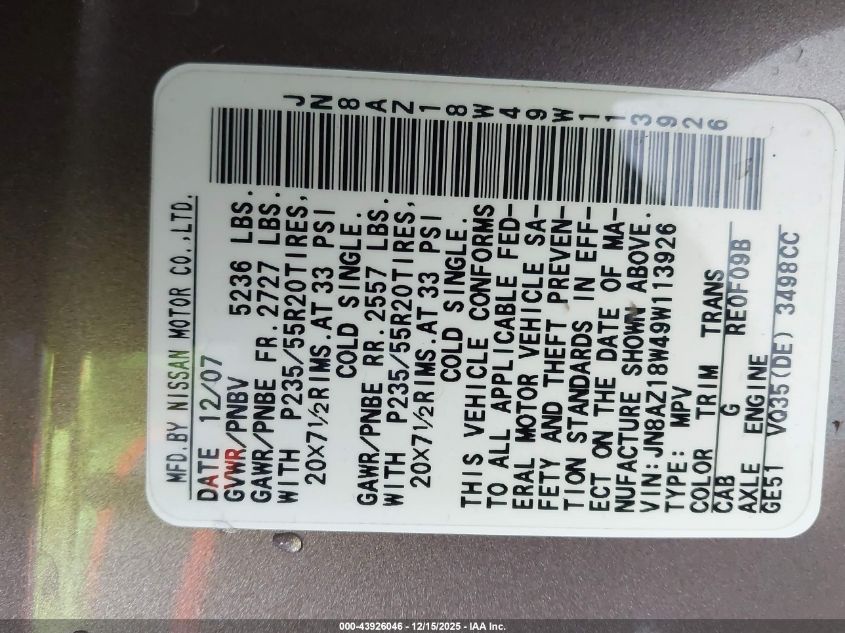 JN8AZ18W49W113926
MFD.BY NISSAN MOTOR CO.,LTD.
DATE 12/07
GVWR/PNBV 5236 LBS.
GAWR/PNBE FR. 2727 LBS.
WITH P235/55R20TIRES,
20X7½RIMS.AT 33 PSI
COLD SINGLE.
GAWR/PNBE RR. 2557 LBS.
WITH P235/55R20TIRES,
20X7½RIMS.AT 33 PSI
COLD SINGLE.
THIS VEHICLE CONFORMS
TO ALL APPLICABLE FED-
ERAL MOTOR VEHICLE SA-
FETY AND THEFT PREVEN-
TION STANDARDS IN EFF-
ECT ON THE DATE OF MA-
NUFACTURE SHOWN ABOVE.
VIN:JN8AZ18W49W113926
TYPE: MPV
COLOR TRIM TRANS
CAB G RE0F09B
AXLE ENGINE
GE51 VQ35(DE) 3498CC
000-43926046 - 12/15/2025 - IAA Inc.